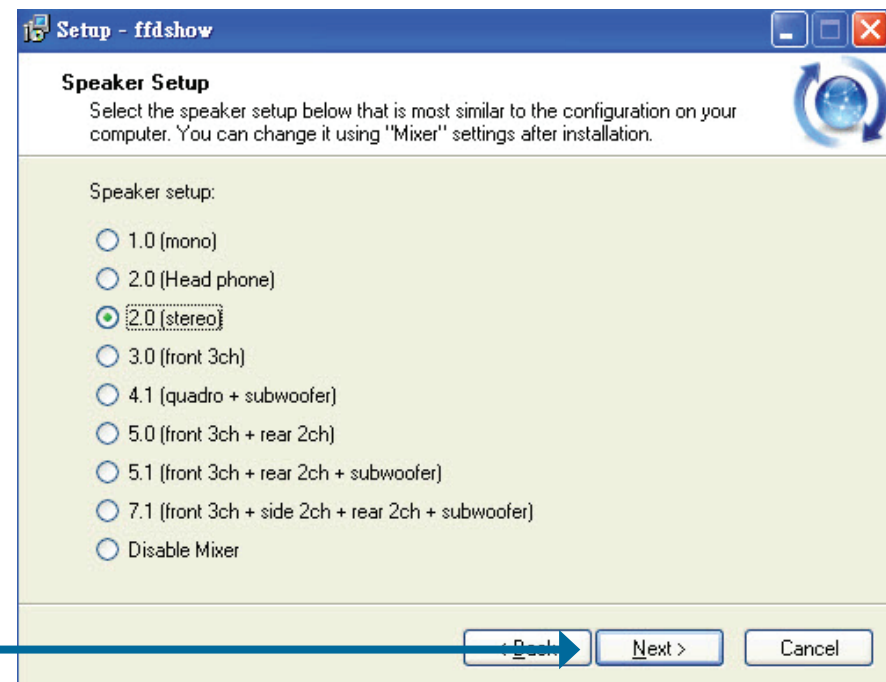 Setup - ffdshow
Speaker Setup
Select the speaker setup below that is most similar to the configuration on your
computer. You can change it using "Mixer" settings after installation.
Speaker setup:
1.0 (mono)
2.0 (Head phone)
2.0 (stereo)
3.0 (front 3ch)
4.1 (quadro + subwoofer)
5.0 (front 3ch + rear 2ch)
5.1 (front 3ch + rear 2ch + subwoofer)
7.1 (front 3ch + side 2ch + rear 2ch + subwoofer)
Disable Mixer
< Back Next > Cancel